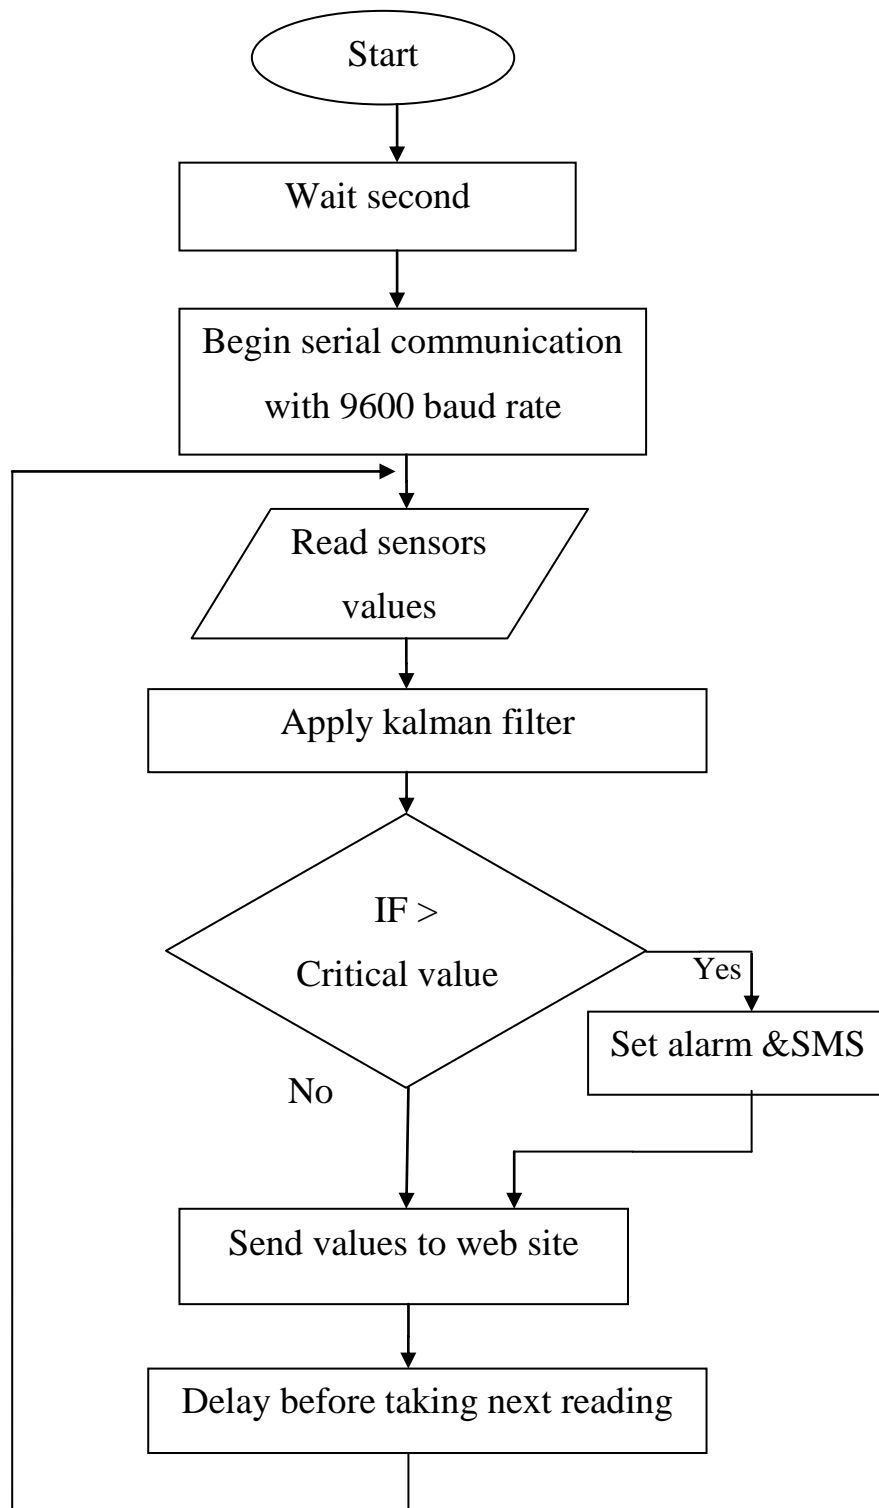 Start
Wait second
Begin serial communication
with 9600 baud rate
Read sensors
values
Apply kalman filter
IF >
Critical value
Yes
Set alarm &SMS
No
Send values to web site
Delay before taking next reading